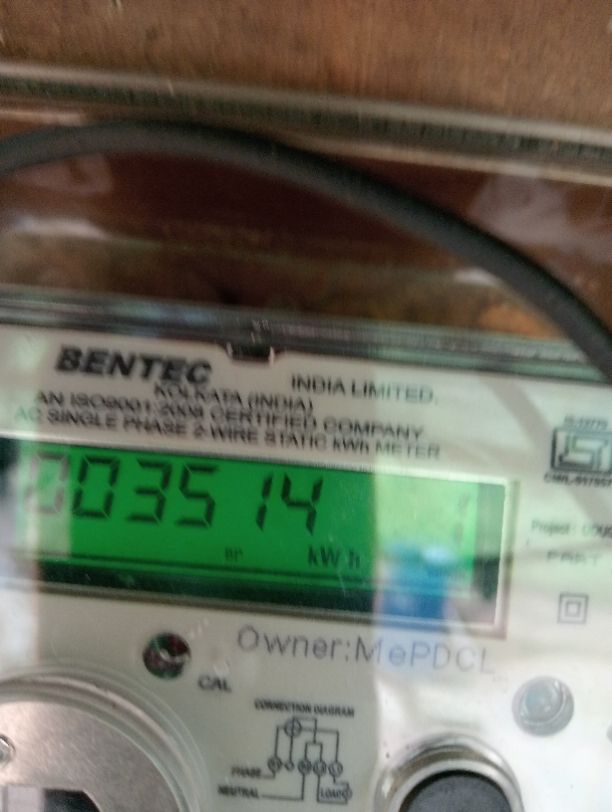 BENTEC
INDIA LIMITED.
KOLKATA (INDIA)
AN ISO9001:2008 CERTIFIED COMPANY
AC SINGLE PHASE 2-WIRE STATIC kWh METER
003514
kWh
Owner:MePDCL
CAL
CONNECTION DIAGRAM
PHASE
NEUTRAL
LOAD